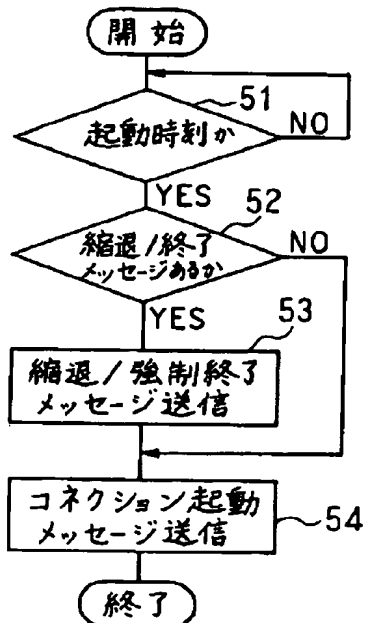 開始
51
起動時刻か
NO
YES
52
縮退/終了
メッセージあるか
NO
YES
53
縮退/強制終了
メッセージ送信
コネクション起動
メッセージ送信
54
終了